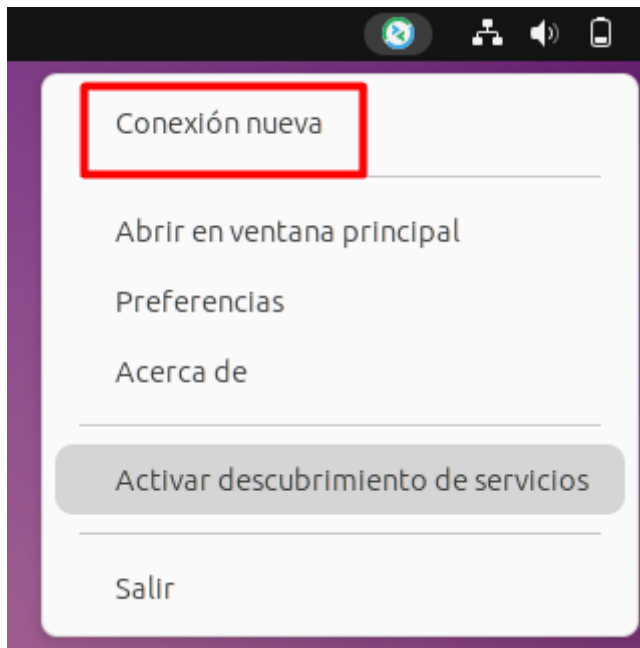 Conexión nueva
Abrir en ventana principal
Preferencias
Acerca de
Activar descubrimiento de servicios
Salir